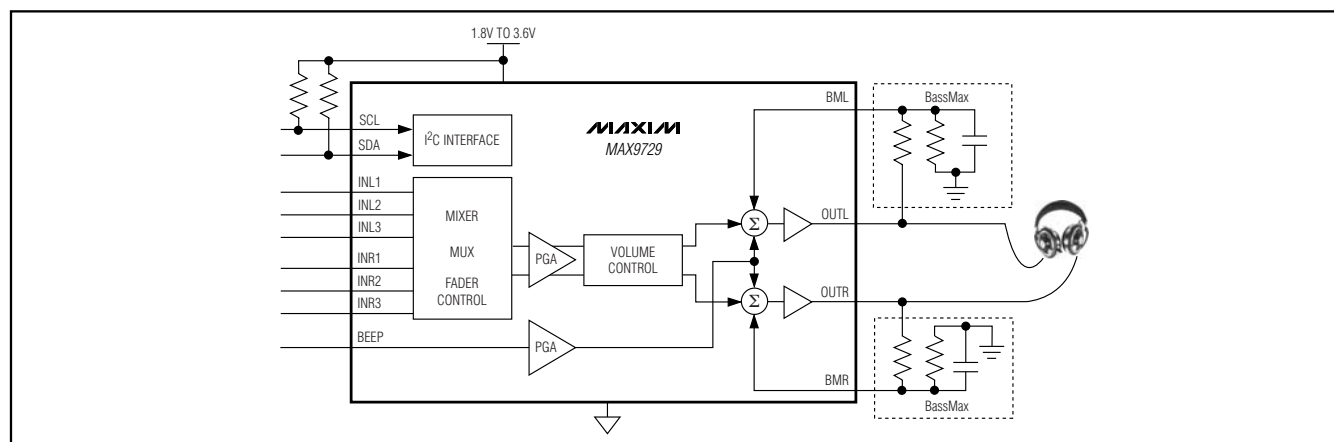 1.8V TO 3.6V
SCL
SDA
I²C INTERFACE
MAXIM
MAX9729
BML
BassMax
INL1
INL2
INL3
INR1
INR2
INR3
MIXER
MUX
FADER
CONTROL
PGA
VOLUME
CONTROL
Σ
OUTL
Σ
OUTR
BEEP
PGA
BMR
BassMax